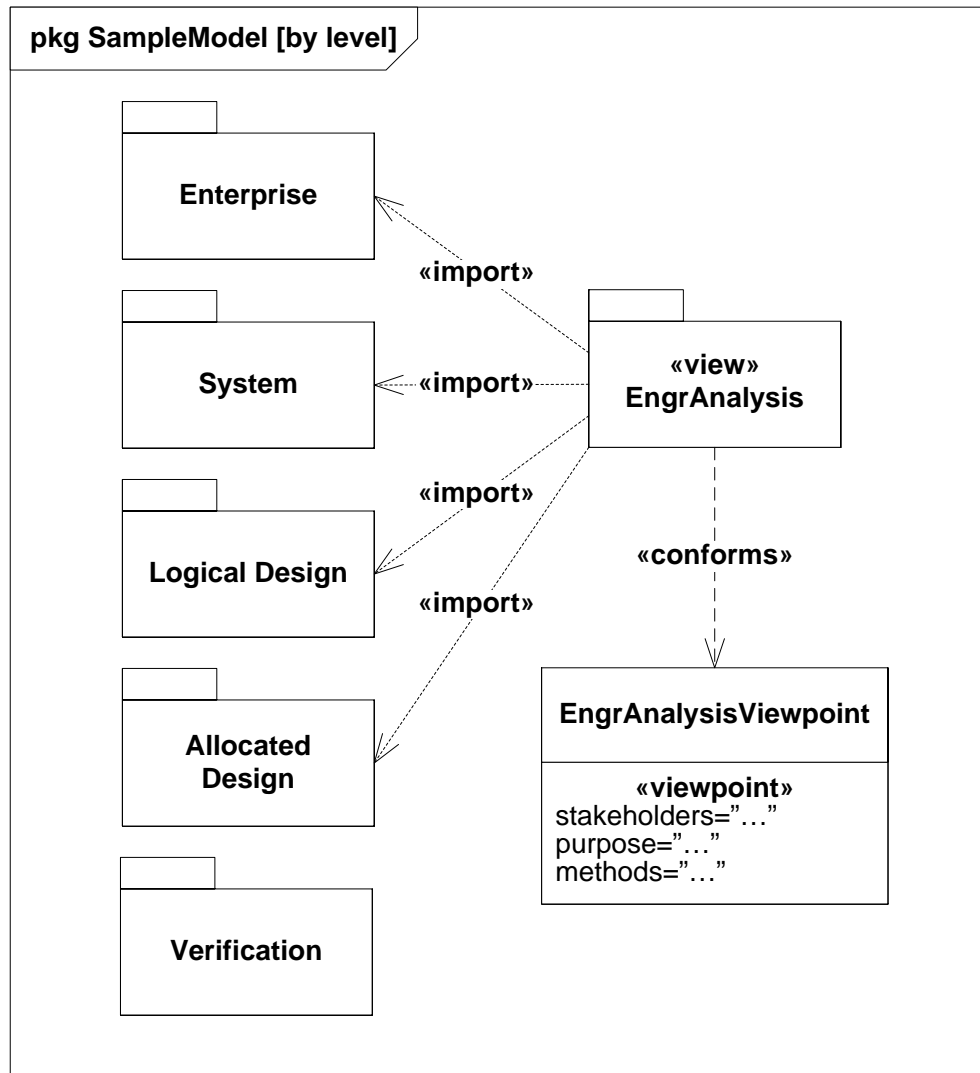 pkg SampleModel [by level]
Enterprise
«import»
System
«import»
«view»
EngrAnalysis
Logical Design
«import»
«conforms»
Allocated
Design
«import»
EngrAnalysisViewpoint
«viewpoint»
stakeholders=”…”
purpose=”…”
methods=”…”
Verification